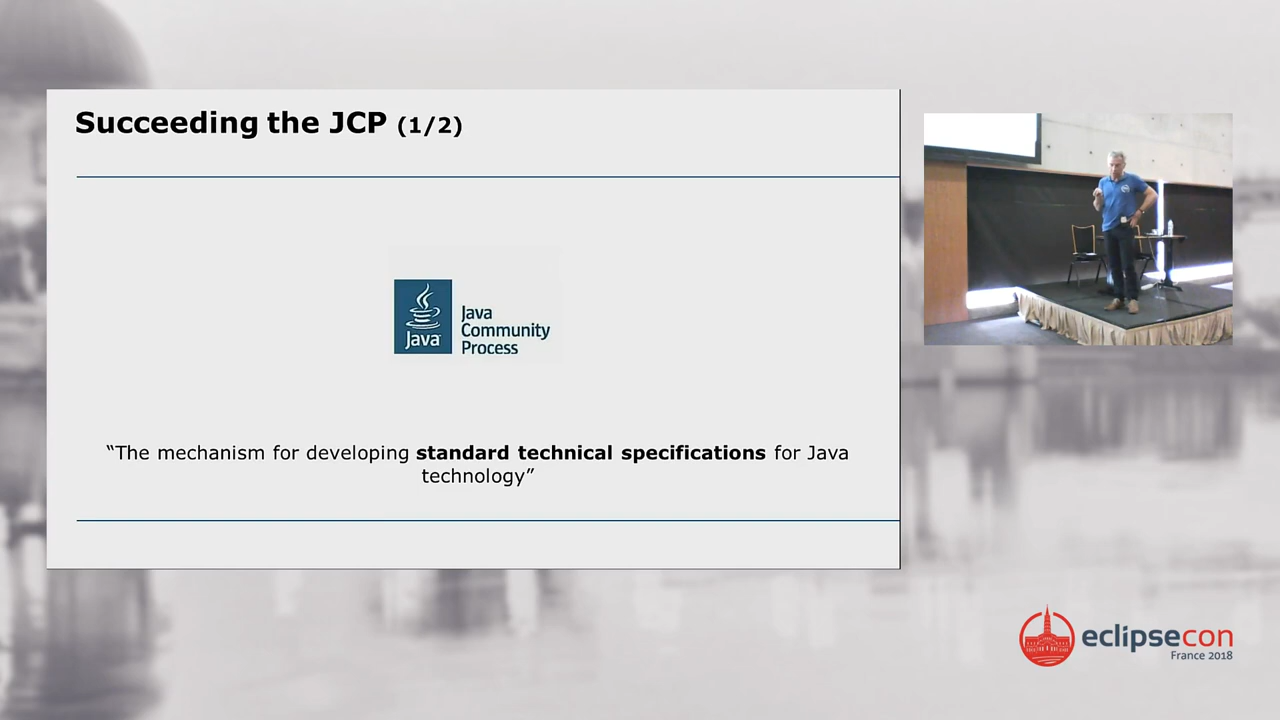 Succeeding the JCP (1/2)
Java
Java
Community
Process
“The mechanism for developing standard technical specifications for Java
technology”
eclipsecon
France 2018